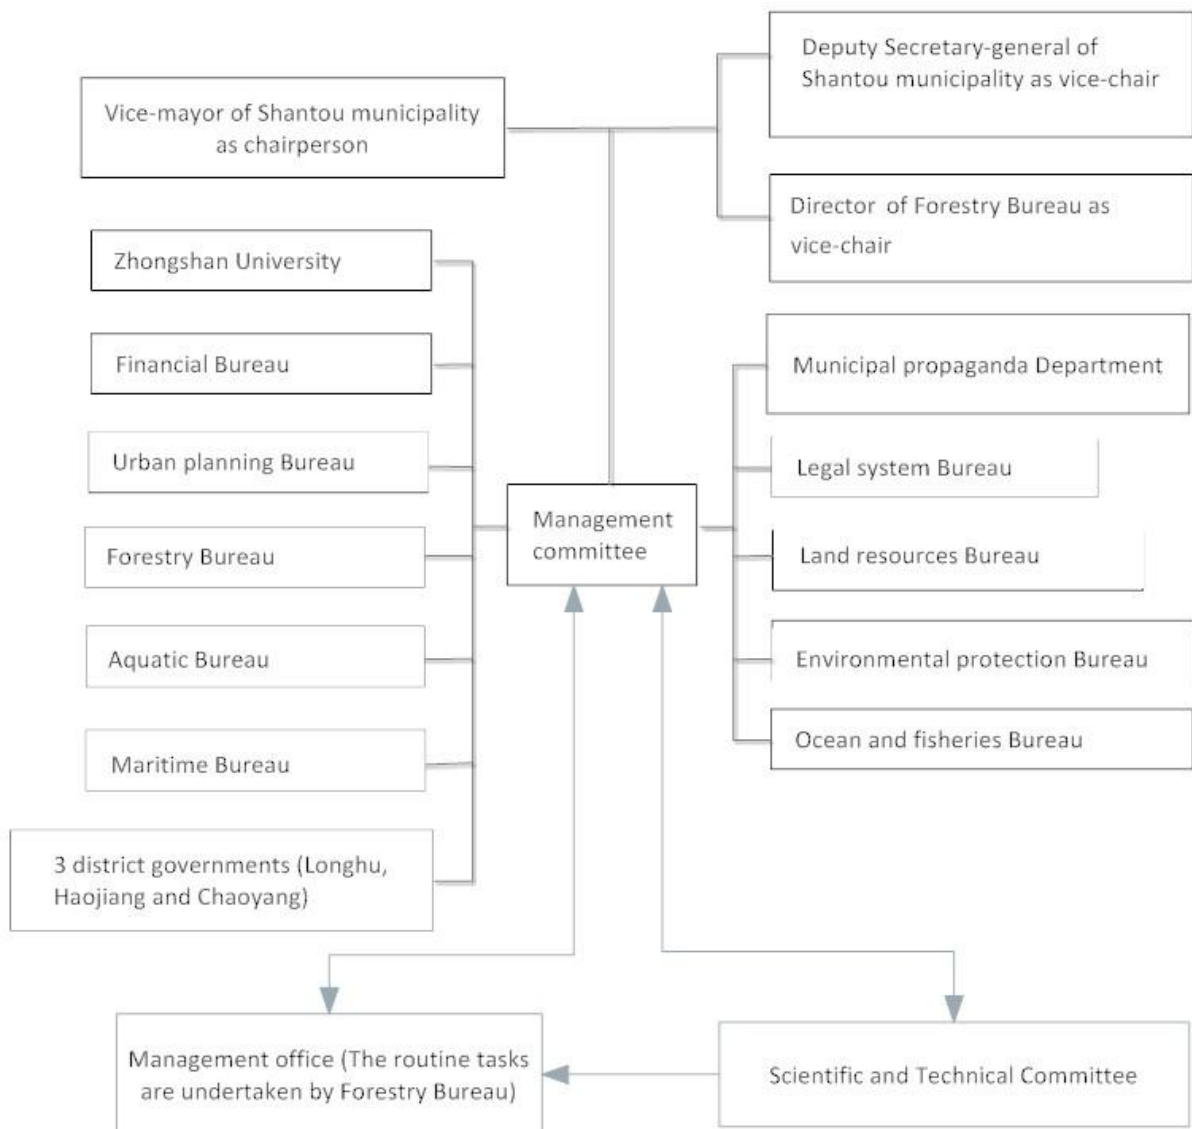 Deputy Secretary-general of
Shantou municipality as vice-chair
Vice-mayor of Shantou municipality
as chairperson
Director of Forestry Bureau as
vice-chair
Zhongshan University
Financial Bureau
Urban planning Bureau
Forestry Bureau
Aquatic Bureau
Maritime Bureau
3 district governments (Longhu,
Haojiang and Chaoyang)
Management
committee
Municipal propaganda Department
Legal system Bureau
Land resources Bureau
Environmental protection Bureau
Ocean and fisheries Bureau
Management office (The routine tasks
are undertaken by Forestry Bureau)
Scientific and Technical Committee